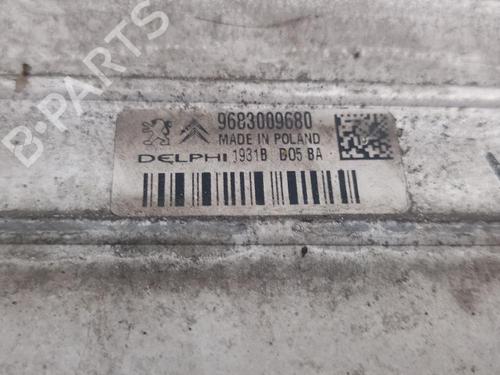 B-PARTS
9683009680
MADE IN POLAND
DELPHI 1931B D05 BA